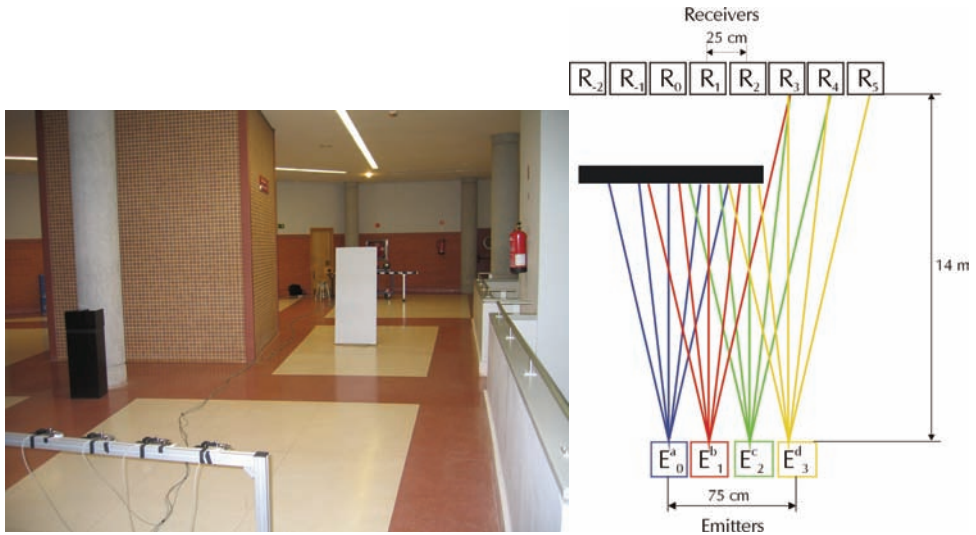 Receivers
25 cm
R-2 R-1 R0 R1 R2 R3 R4 R5
14 m
Ea0 Eb1 Ec2 Ed3
75 cm
Emitters